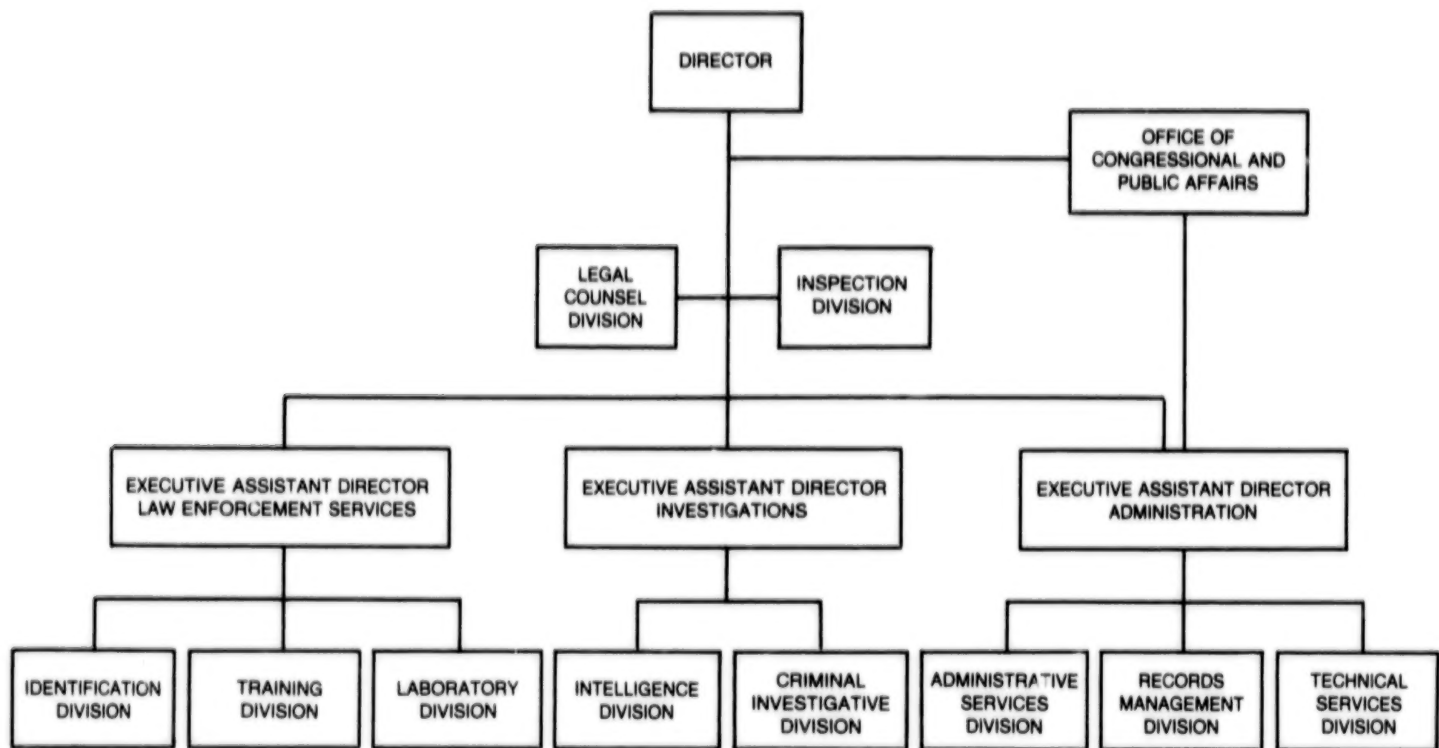 DIRECTOR
OFFICE OF
CONGRESSIONAL AND
PUBLIC AFFAIRS
LEGAL
COUNSEL
DIVISION
INSPECTION
DIVISION
EXECUTIVE ASSISTANT DIRECTOR
LAW ENFORCEMENT SERVICES
EXECUTIVE ASSISTANT DIRECTOR
INVESTIGATIONS
EXECUTIVE ASSISTANT DIRECTOR
ADMINISTRATION
IDENTIFICATION
DIVISION
TRAINING
DIVISION
LABORATORY
DIVISION
INTELLIGENCE
DIVISION
CRIMINAL
INVESTIGATIVE
DIVISION
ADMINISTRATIVE
SERVICES
DIVISION
RECORDS
MANAGEMENT
DIVISION
TECHNICAL
SERVICES
DIVISION